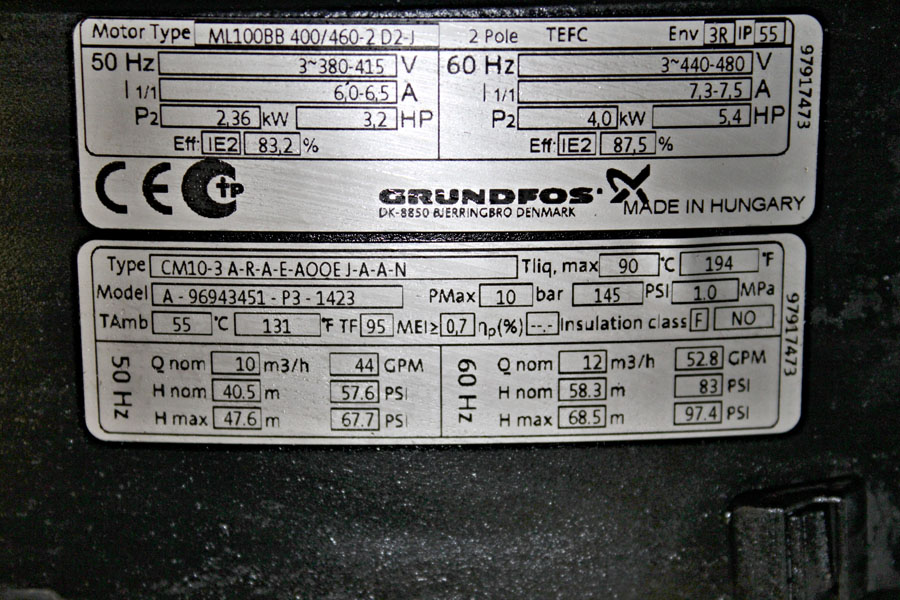 Motor Type ML100BB 400/460-2 D2-J 2 Pole TEFC Env 3R IP 55
50 Hz 3~380-415 V 60 Hz 3~440-480 V
I 1/1 6,0-6,5 A I 1/1 7,3-7,5 A
P2 2,36 kW 3,2 HP P2 4,0 kW 5,4 HP
Eff: IE2 83,2 % Eff: IE2 87,5 %
97917473
CE C tP
GRUNDFOS
DK-8850 BJERRINGBRO DENMARK MADE IN HUNGARY
Type CM10-3 A-R-A-E-AOOE J-A-A-N Tliq, max 90 °C 194 °F
Model A - 96943451 - P3 - 1423 PMax 10 bar 145 PSI 1.0 MPa
TAmb 55 °C 131 °F TF 95 MEI≥ 0,7 ηp(%) --.- Insulation class F NO
97917473
50 Hz
Q nom 10 m3/h 44 GPM
H nom 40.5 m 57.6 PSI
H max 47.6 m 67.7 PSI
60 Hz
Q nom 12 m3/h 52.8 GPM
H nom 58.3 m 83 PSI
H max 68.5 m 97.4 PSI